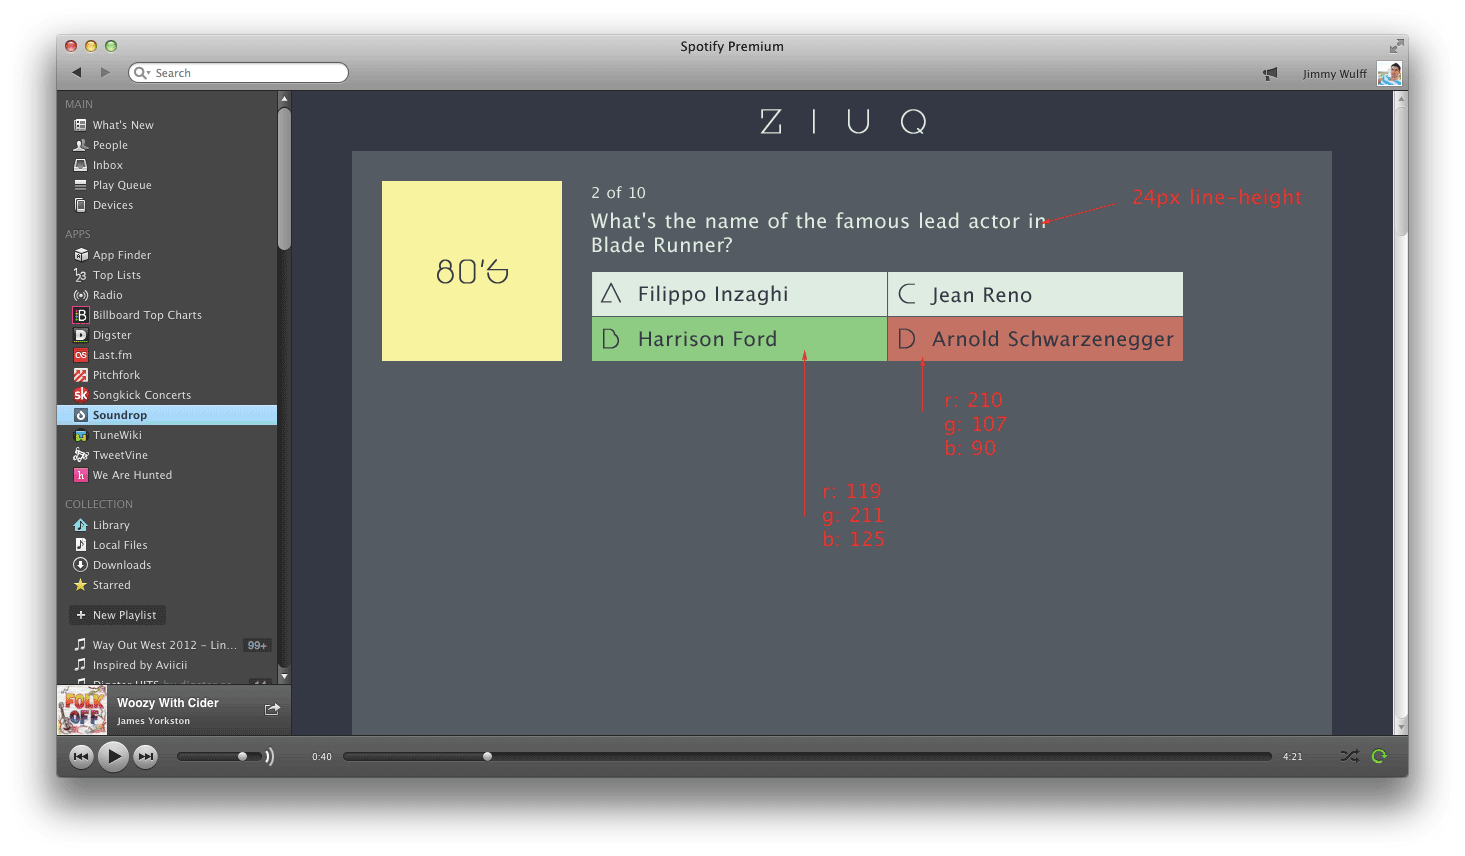 Spotify Premium
Search
Jimmy Wulff
MAIN
What's New
People
Inbox
Play Queue
Devices
APPS
App Finder
Top Lists
Radio
Billboard Top Charts
Digster
Last.fm
Pitchfork
Songkick Concerts
Soundrop
TuneWiki
TweetVine
We Are Hunted
COLLECTION
Library
Local Files
Downloads
Starred
+ New Playlist
Way Out West 2012 – Lin... 99+
Inspired by Aviicii
FOLK
OFF
Woozy With Cider
James Yorkston
ZIUQ
80's
2 of 10
What's the name of the famous lead actor in
Blade Runner?
24px line-height
A Filippo Inzaghi
C Jean Reno
B Harrison Ford
D Arnold Schwarzenegger
r: 210
g: 107
b: 90
r: 119
g: 211
b: 125
0:40
4:21